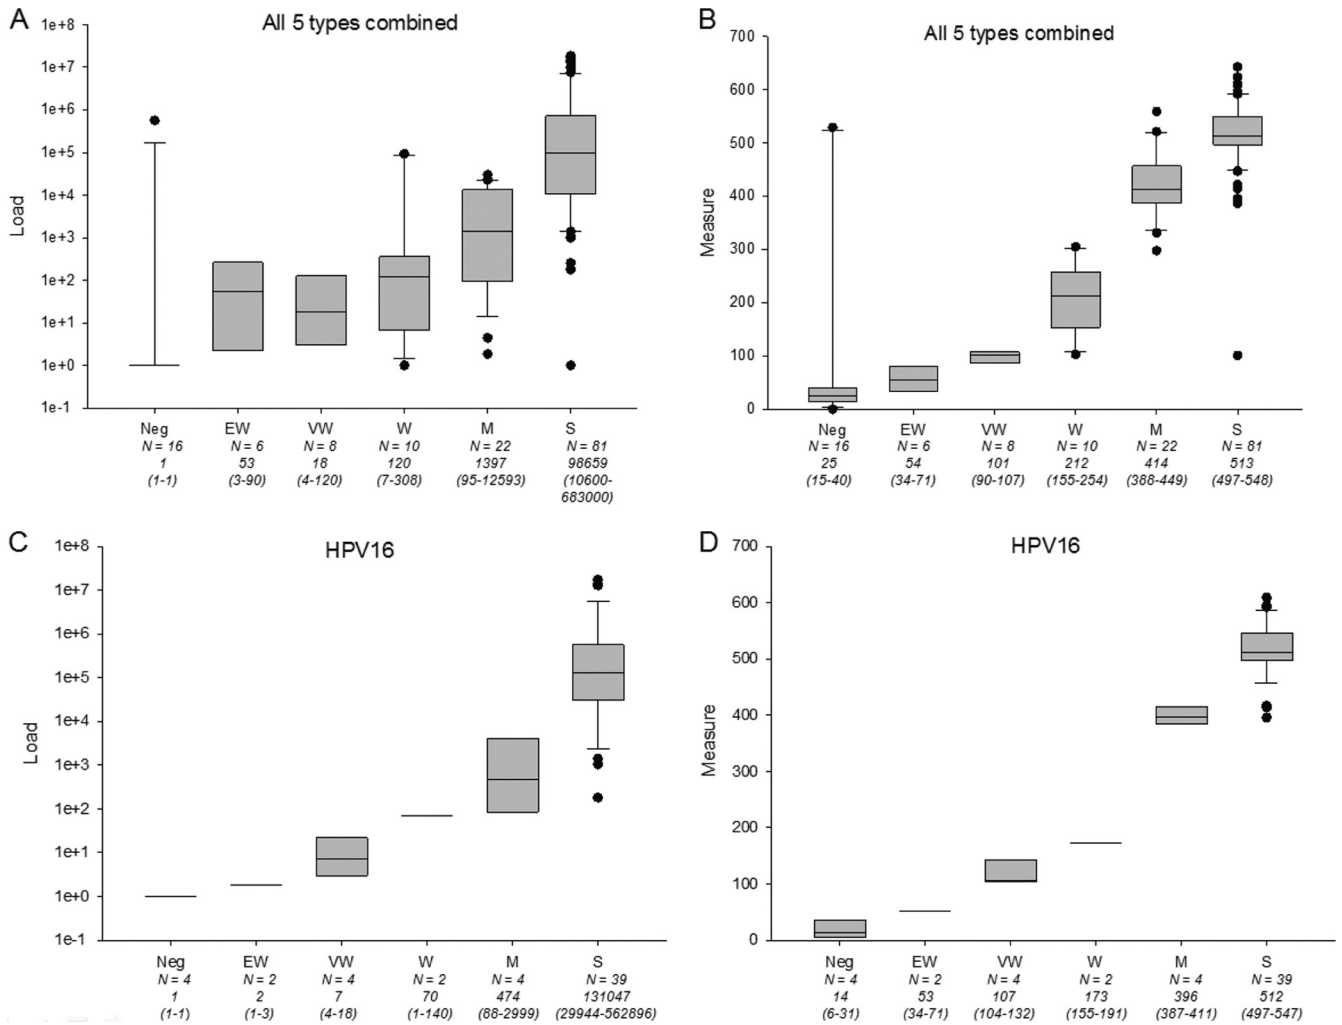 A
All 5 types combined
1e+8
1e+7
1e+6
1e+5
1e+4
1e+3
1e+2
1e+1
1e+0
1e-1
Load
Neg EW VW W M S
N = 16 N = 6 N = 8 N = 10 N = 22 N = 81
1 53 18 120 1397 98659
(1-1) (3-90) (4-120) (7-308) (95-12593) (10600-
683000)
B
All 5 types combined
700
600
500
400
300
200
100
0
Measure
Neg EW VW W M S
N = 16 N = 6 N = 8 N = 10 N = 22 N = 81
25 54 101 212 414 513
(15-40) (34-71) (90-107) (155-254) (388-449) (497-548)
C
HPV16
1e+8
1e+7
1e+6
1e+5
1e+4
1e+3
1e+2
1e+1
1e+0
1e-1
Load
Neg EW VW W M S
N = 4 N = 2 N = 4 N = 2 N = 4 N = 39
1 2 7 70 474 131047
(1-1) (1-3) (4-18) (1-140) (88-2999) (29944-562896)
D
HPV16
700
600
500
400
300
200
100
0
Measure
Neg EW VW W M S
N = 4 N = 2 N = 4 N = 2 N = 4 N = 39
14 53 107 173 396 512
(6-31) (34-71) (104-132) (155-191) (387-411) (497-547)